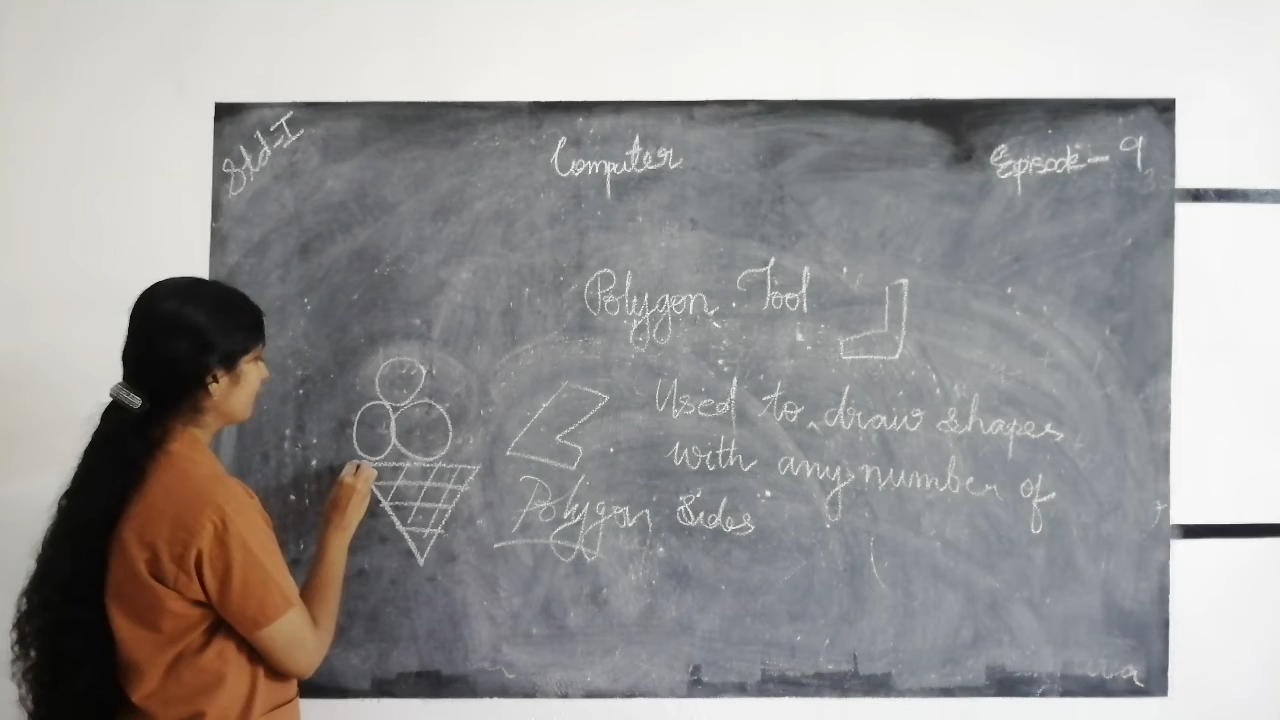 Std-I
Computer
Episode - 9
Polygon Tool
Used to draw shapes
with any number of
Polygon sides